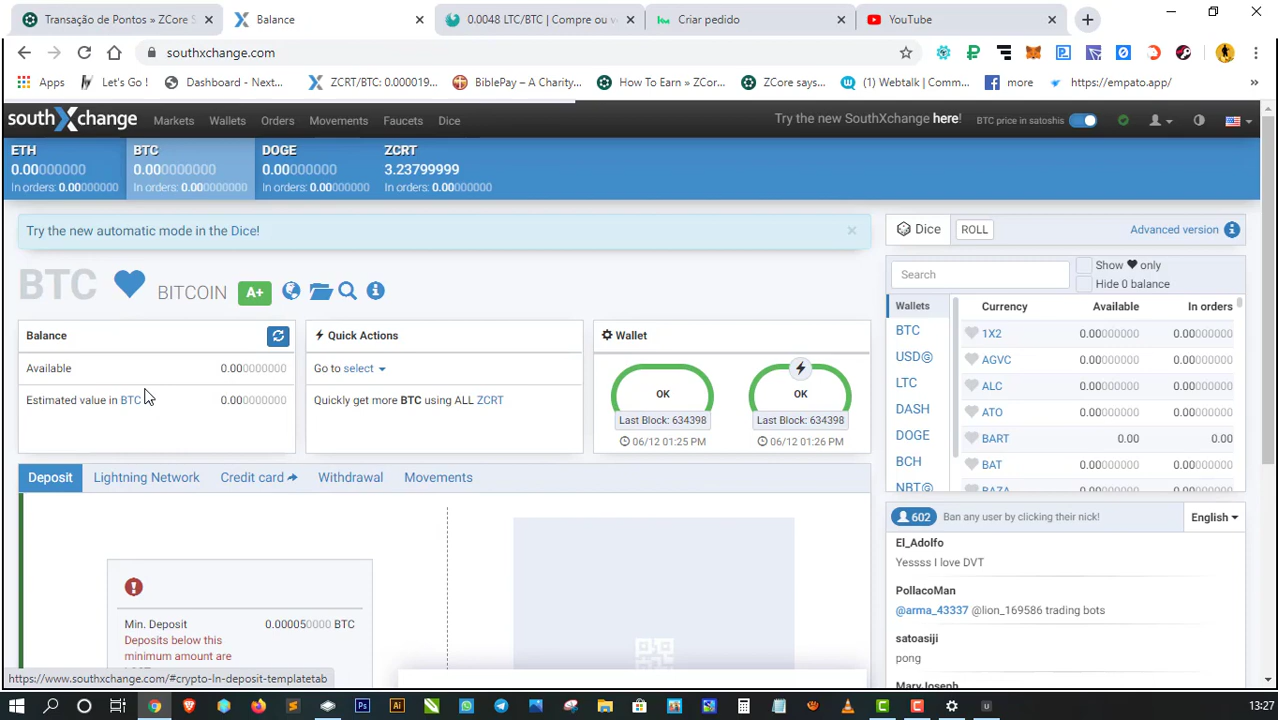 Transação de Pontos » ZCore S
Balance
0.0048 LTC/BTC | Compre ou v
Criar pedido
YouTube
southxchange.com
Apps
Let's Go !
Dashboard - Next...
ZCRT/BTC: 0.000019...
BiblePay – A Charity...
How To Earn » ZCor...
ZCore says...
(1) Webtalk | Comm...
more
https://empato.app/
southXchange
Markets
Wallets
Orders
Movements
Faucets
Dice
Try the new SouthXchange here!
BTC price in satoshis
ETH
0.00000000
In orders: 0.00000000
BTC
0.00000000
In orders: 0.00000000
DOGE
0.00000000
In orders: 0.00000000
ZCRT
3.23799999
In orders: 0.00000000
Try the new automatic mode in the Dice!
BTC
BITCOIN
A+
Balance
Available 0.00000000
Estimated value in BTC 0.00000000
Quick Actions
Go to select
Quickly get more BTC using ALL ZCRT
Wallet
OK
Last Block: 634398
06/12 01:25 PM
OK
Last Block: 634398
06/12 01:26 PM
Deposit
Lightning Network
Credit card
Withdrawal
Movements
Min. Deposit 0.000050000 BTC
Deposits below this
minimum amount are
Dice
ROLL
Advanced version
Search
Show only
Hide 0 balance
Wallets
BTC
USD@
LTC
DASH
DOGE
BCH
NBT@
Currency Available In orders
1X2 0.00000000 0.00000000
AGVC 0.00000000 0.00000000
ALC 0.00000000 0.00000000
ATO 0.00000000 0.00000000
BART 0.00 0.00
BAT 0.00000000 0.00000000
BAZA 0.00000000 0.00000000
602
Ban any user by clicking their nick!
English
El_Adolfo
Yessss I love DVT
PollacoMan
@arma_43337 @lion_169586 trading bots
satoasiji
pong
MaryJoseph
https://www.southxchange.com/#crypto-ln-deposit-templatetab
13:27